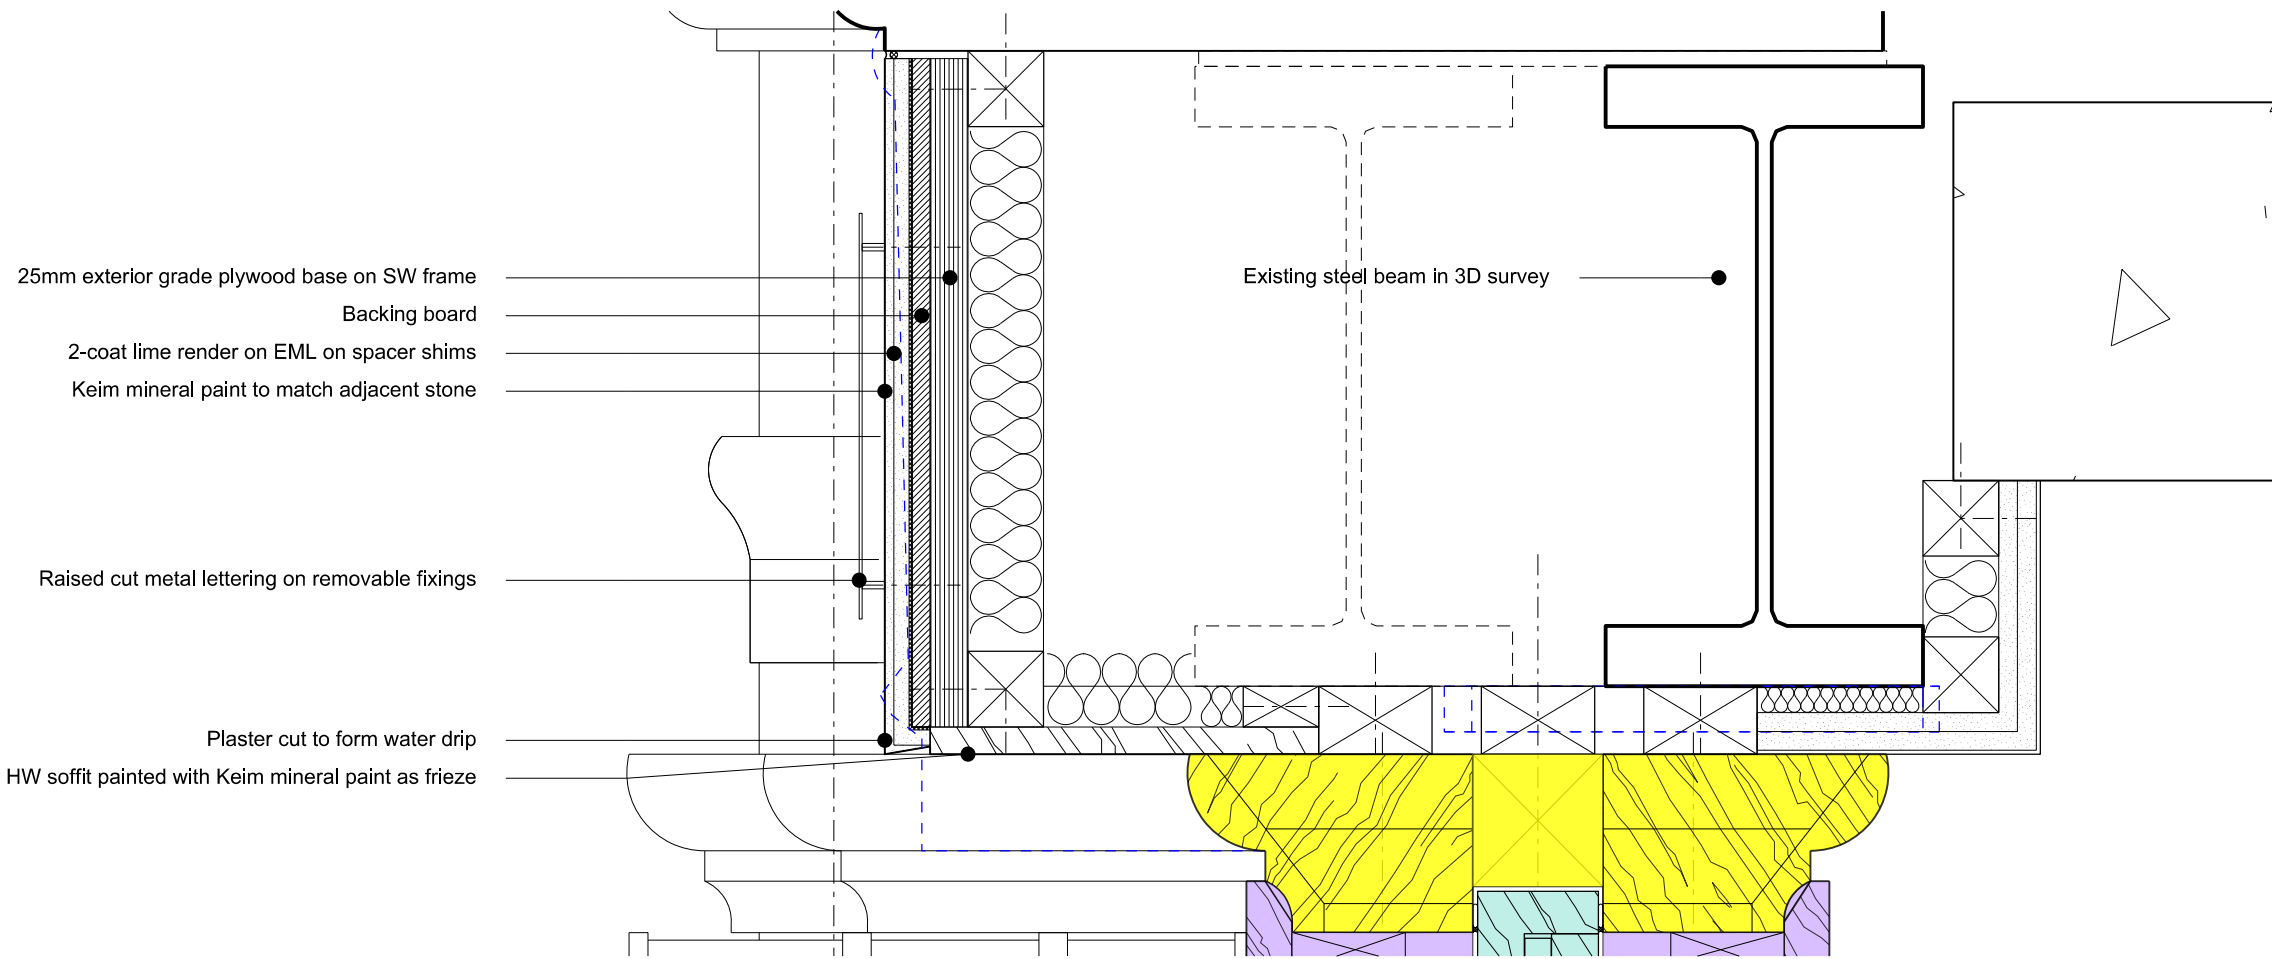 25mm exterior grade plywood base on SW frame
Existing steel beam in 3D survey
Backing board
2-coat lime render on EML on spacer shims
Keim mineral paint to match adjacent stone
Raised cut metal lettering on removable fixings
Plaster cut to form water drip
HW soffit painted with Keim mineral paint as frieze